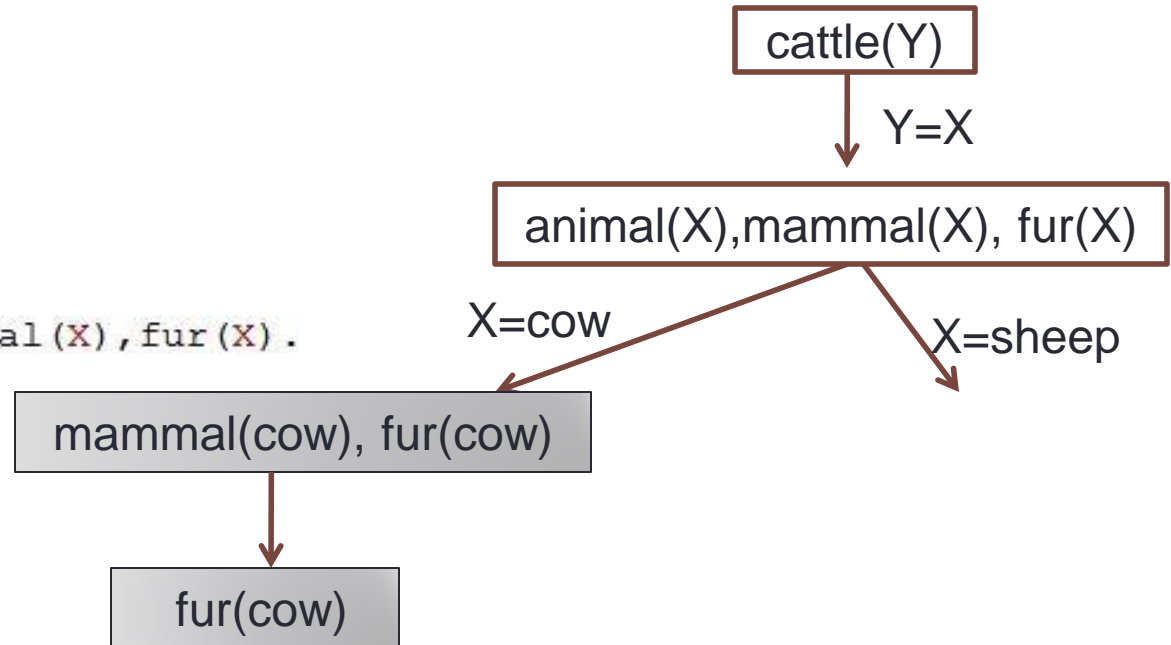 cattle(Y)
Y=X
animal(X),mammal(X), fur(X)
al(X),fur(X).
X=cow
X=sheep
mammal(cow), fur(cow)
fur(cow)